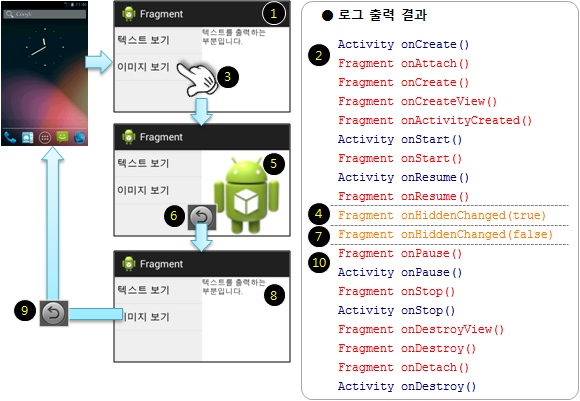 Google
Fragment
1
텍스트 보기
텍스트를 출력하는
부분입니다.
이미지 보기
3
Fragment
텍스트 보기
5
이미지 보기
6
Fragment
텍스트 보기
텍스트를 출력하는
부분입니다.
8
이미지 보기
9
● 로그 출력 결과
2
Activity onCreate()
Fragment onAttach()
Fragment onCreate()
Fragment onCreateView()
Fragment onActivityCreated()
Activity onStart()
Fragment onStart()
Activity onResume()
Fragment onResume()
4 Fragment onHiddenChanged(true)
7 Fragment onHiddenChanged(false)
10 Fragment onPause()
Activity onPause()
Fragment onStop()
Activity onStop()
Fragment onDestroyView()
Fragment onDestroy()
Fragment onDetach()
Activity onDestroy()